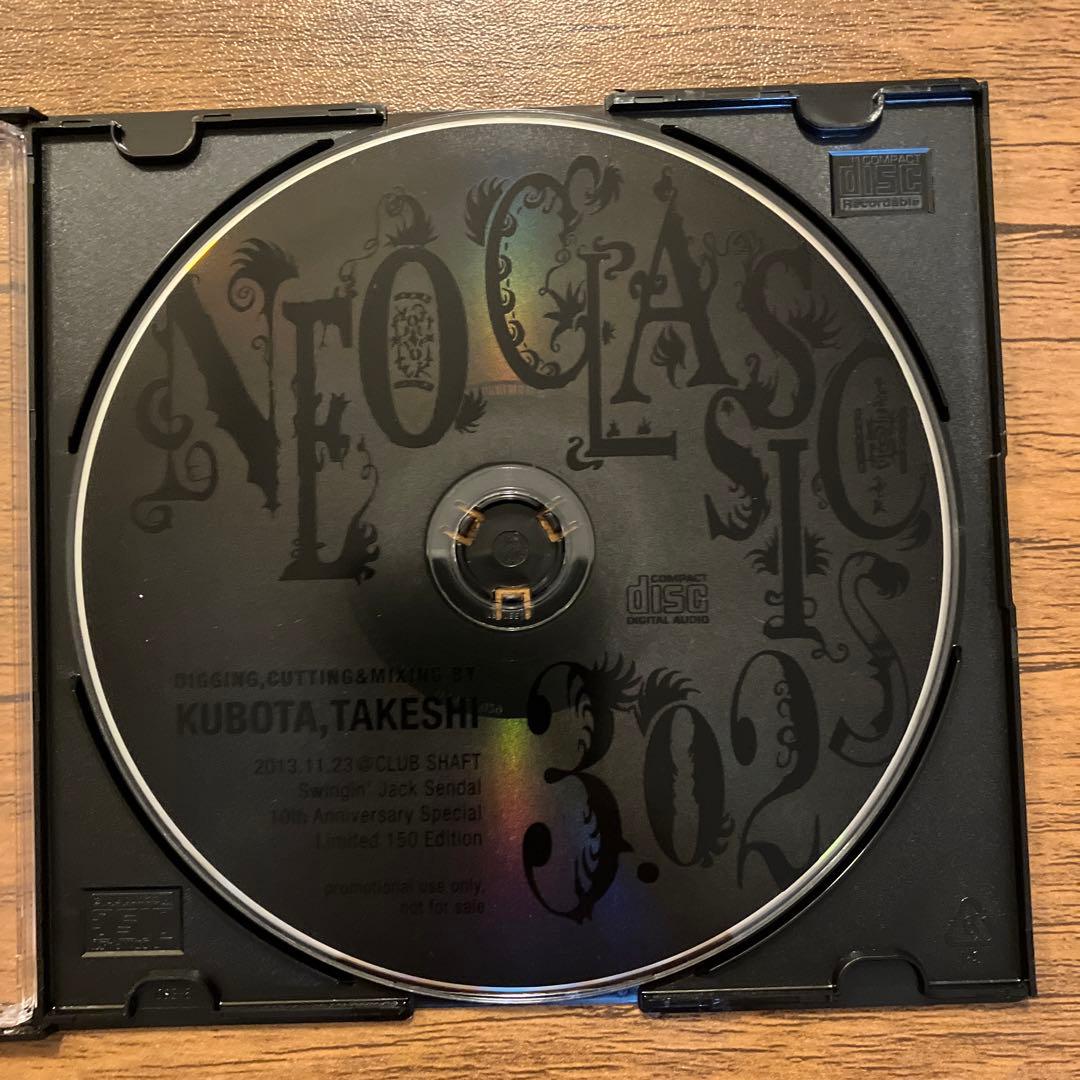 NEO CLASSICS
3.02
COMPACT
disc
DIGITAL AUDIO
DIGGING,CUTTING&MIXING BY
KUBOTA,TAKESHI
2013.11.23@CLUB SHAFT
Swingin' Jack Sendai
10th Anniversary Special
Limited 150 Edition
promotional use only,
not for sale
COMPACT
disc
Recordable